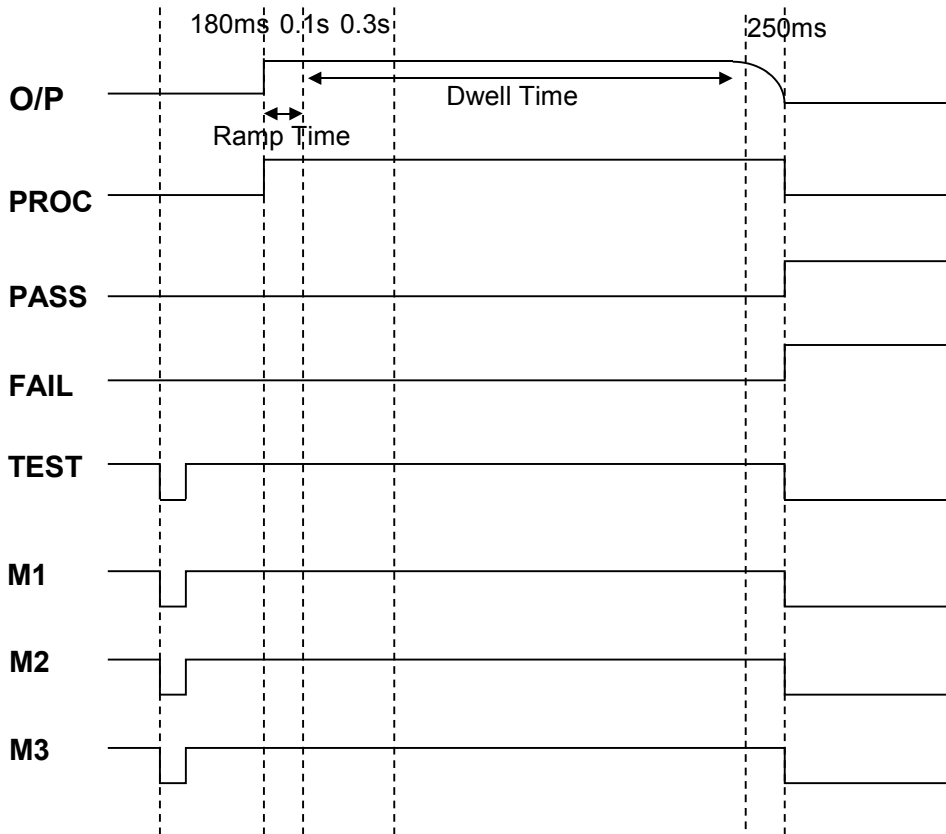 180ms 0.1s 0.3s 250ms
O/P
Dwell Time
Ramp Time
PROC
PASS
FAIL
TEST
M1
M2
M3